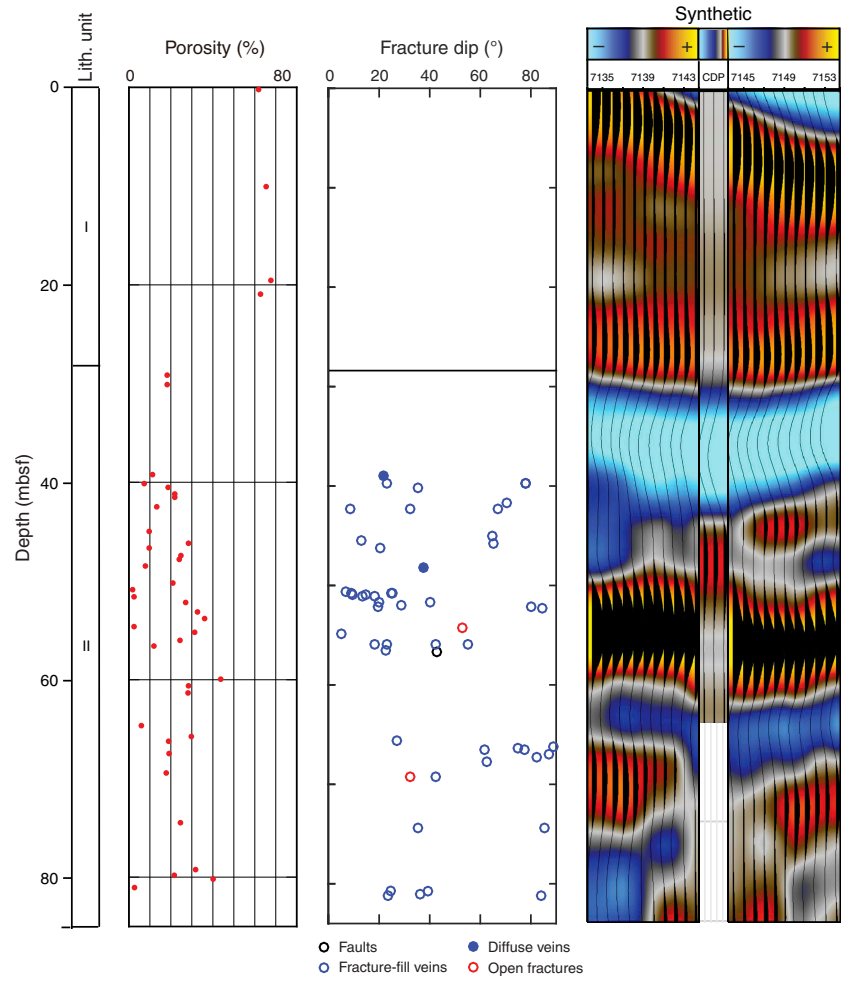 Synthetic
Lith. unit
Porosity (%)
Fracture dip (°)
− + − +
7135 7139 7143 CDP 7145 7149 7153
0 80
0 20 40 60 80
0
I
20
40
Depth (mbsf)
II
60
80
Faults
Diffuse veins
Fracture-fill veins
Open fractures